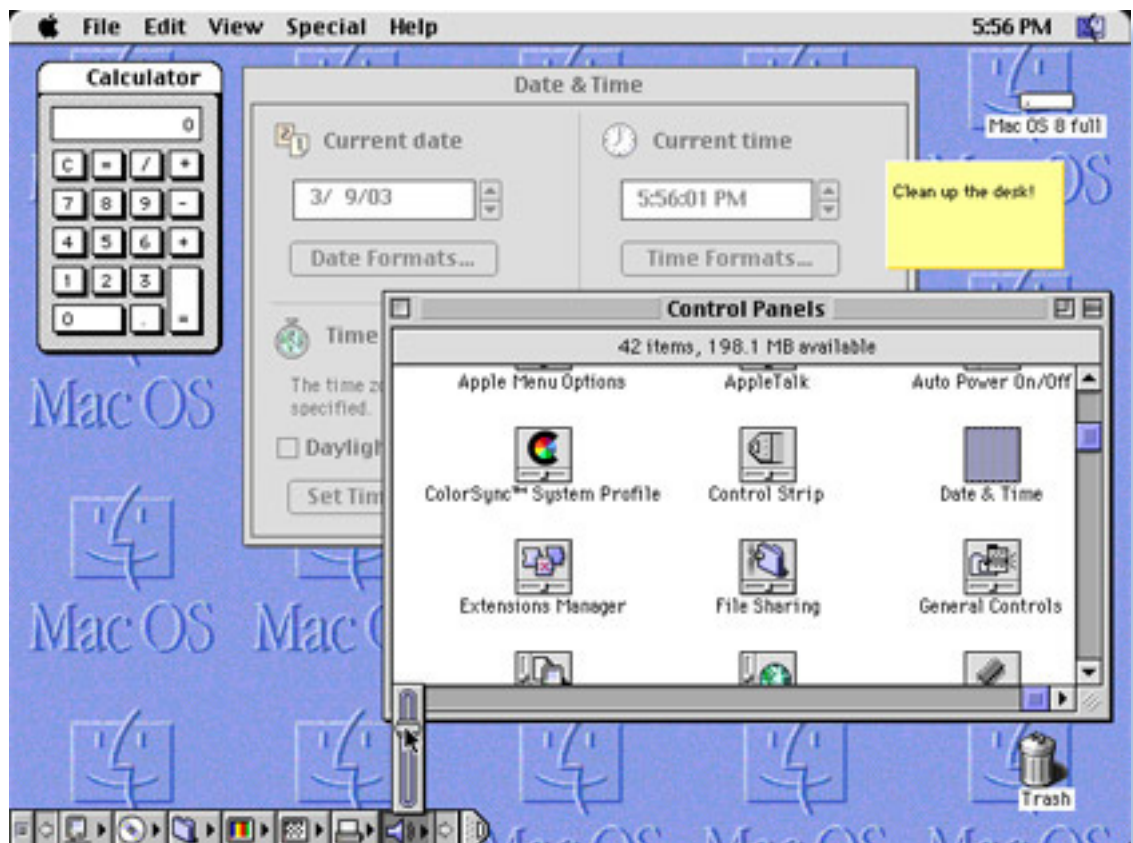 File Edit View Special Help
5:56 PM
Calculator
0
C = / *
7 8 9 -
4 5 6 +
1 2 3
0 . =
Date & Time
Current date
3/ 9/03
Date Formats...
Current time
5:56:01 PM
Time Formats...
Time
The time zo
specified.
Daylig
Set Tim
Mac OS 8 full
Clean up the desk!
Control Panels
42 items, 198.1 MB available
Apple Menu Options
AppleTalk
Auto Power On/Off
ColorSync™ System Profile
Control Strip
Date & Time
Extensions Manager
File Sharing
General Controls
Trash
OS
Mac OS
Mac OS
Mac
Mac OS